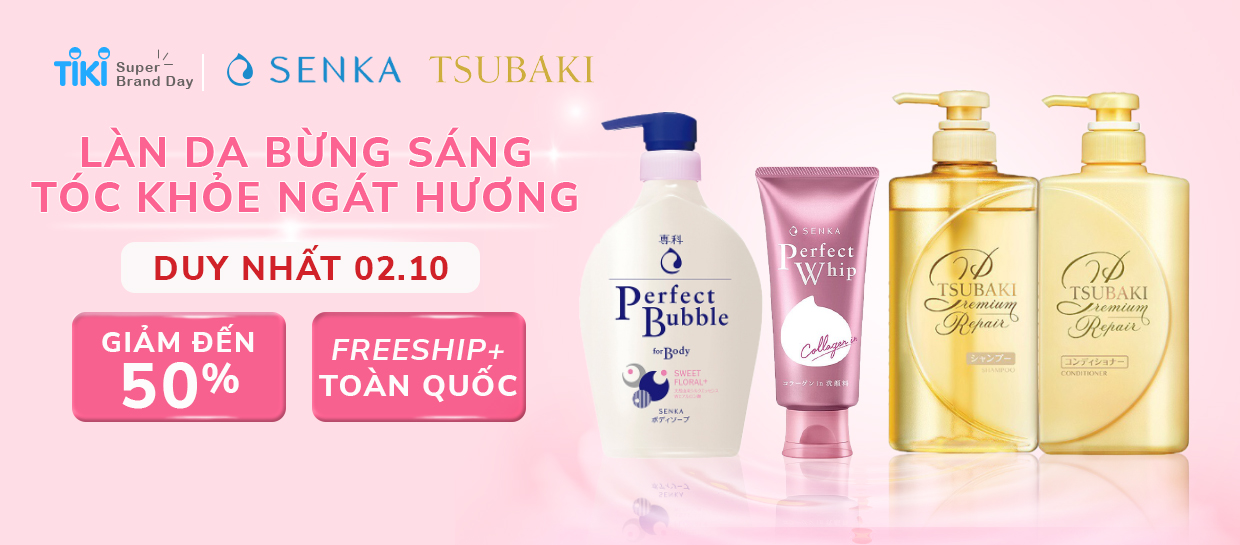 TIKI Super Brand Day
SENKA
TSUBAKI
LÀN DA BỪNG SÁNG
TÓC KHỎE NGÁT HƯƠNG
DUY NHẤT 02.10
GIẢM ĐẾN
50%
FREESHIP+
TOÀN QUỐC
専科
Perfect
Bubble
for Body
SWEET
FLORAL+
SENKA
ボディソープ
SENKA
Perfect
Whip
Collagen in
コラーゲン in 洗顔料
TSUBAKI
Premium
Repair
シャンプー
SHAMPOO
TSUBAKI
Premium
Repair
コンディショナー
CONDITIONER